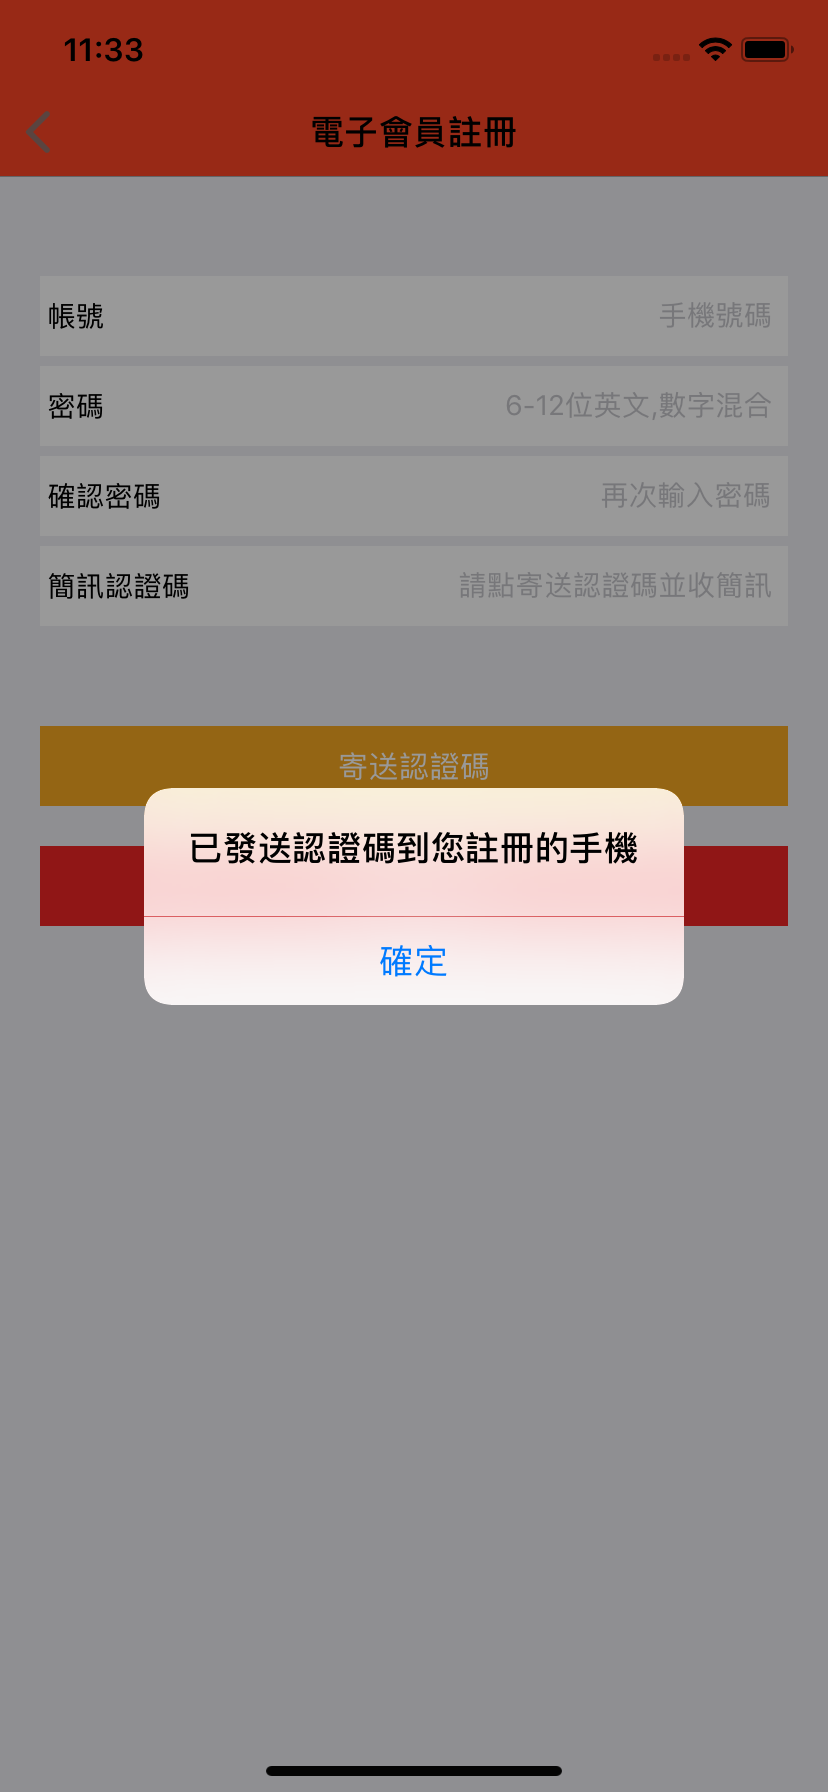 11:33
電子會員註冊
帳號 手機號碼
密碼 6-12位英文,數字混合
確認密碼 再次輸入密碼
簡訊認證碼 請點寄送認證碼並收簡訊
寄送認證碼
已發送認證碼到您註冊的手機
確定